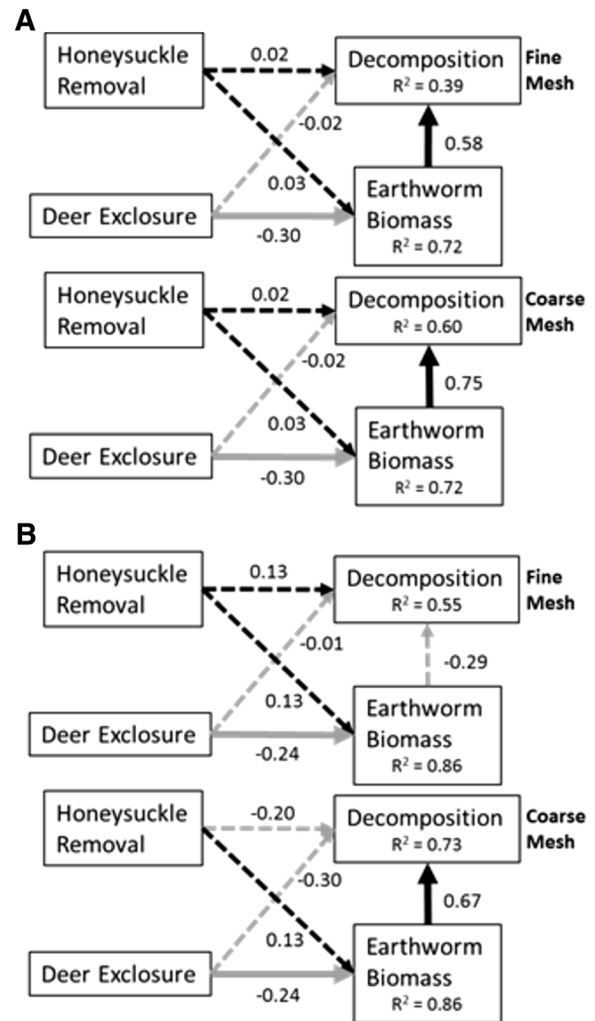 A
Honeysuckle
Removal
0.02
Decomposition
R² = 0.39
Fine
Mesh
-0.02
0.58
0.03
Deer Exclosure
-0.30
Earthworm
Biomass
R² = 0.72
Honeysuckle
Removal
0.02
Decomposition
R² = 0.60
Coarse
Mesh
-0.02
0.75
0.03
Deer Exclosure
-0.30
Earthworm
Biomass
R² = 0.72
B
Honeysuckle
Removal
0.13
Decomposition
R² = 0.55
Fine
Mesh
-0.01
-0.29
0.13
Deer Exclosure
-0.24
Earthworm
Biomass
R² = 0.86
Honeysuckle
Removal
-0.20
Decomposition
R² = 0.73
Coarse
Mesh
-0.30
0.67
0.13
Deer Exclosure
-0.24
Earthworm
Biomass
R² = 0.86